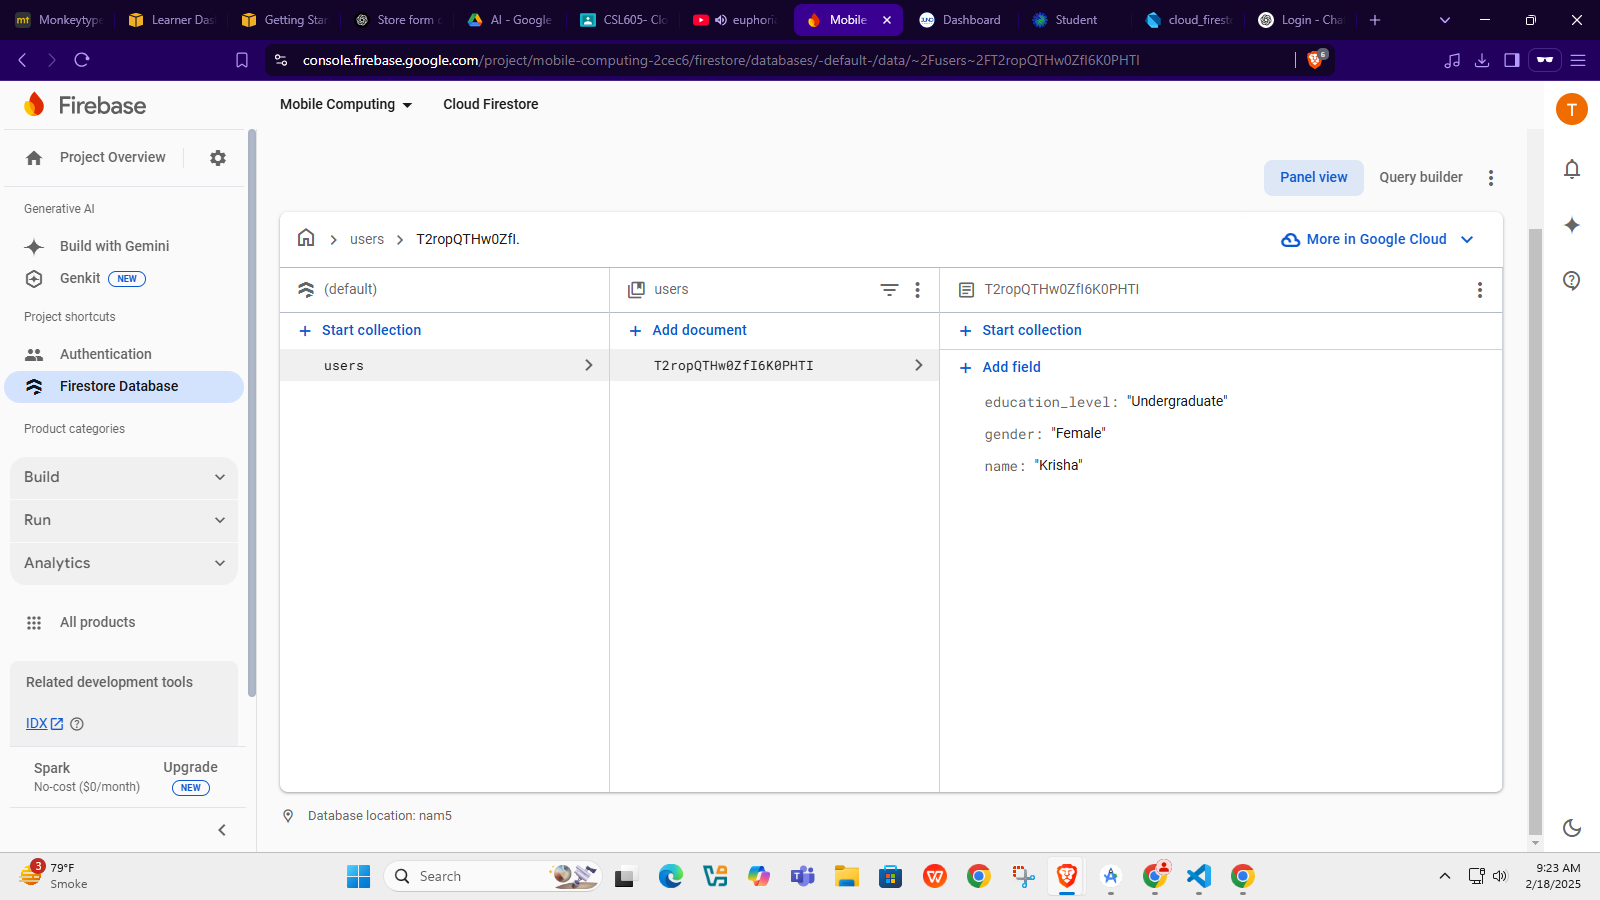 Monkeytype
Learner Das
Getting Star
Store form d
AI - Google
CSL605- Clo
euphoria
Mobile
Dashboard
Student
cloud_firest
Login - Cha
console.firebase.google.com/project/mobile-computing-2cec6/firestore/databases/-default-/data/~2Fusers~2FT2ropQTHw0ZfI6K0PHTI
6
Firebase
Mobile Computing
Cloud Firestore
T
Project Overview
Panel view
Query builder
Generative AI
Build with Gemini
users
T2ropQTHw0ZfI.
More in Google Cloud
Genkit NEW
(default)
users
T2ropQTHw0ZfI6K0PHTI
Project shortcuts
+ Start collection
+ Add document
+ Start collection
Authentication
users
T2ropQTHw0ZfI6K0PHTI
+ Add field
Firestore Database
education_level: "Undergraduate"
Product categories
gender: "Female"
name: "Krisha"
Build
Run
Analytics
All products
Related development tools
IDX
Spark
No-cost ($0/month)
Upgrade
NEW
Database location: nam5
3
79°F
Smoke
Search
9:23 AM
2/18/2025